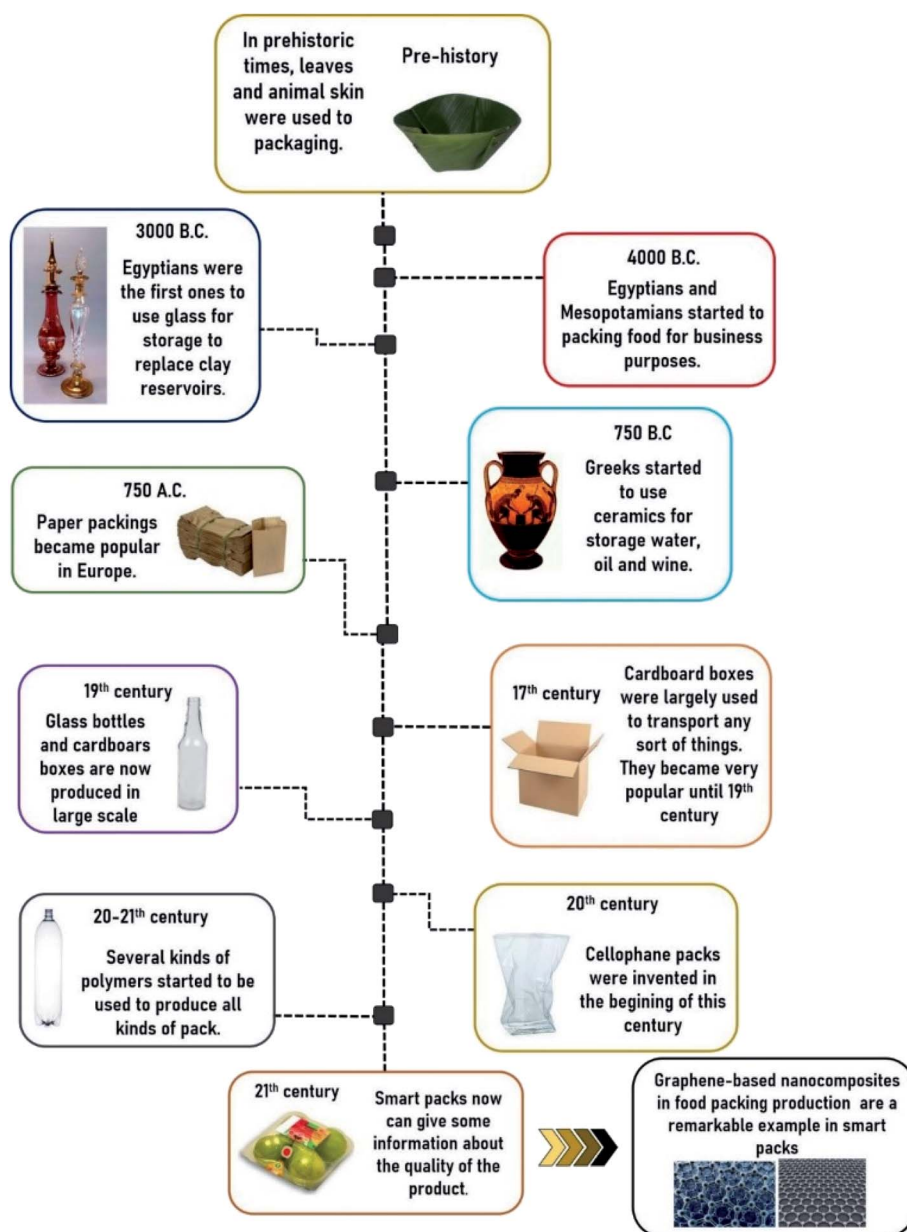 In prehistoric
times, leaves
and animal skin
were used to
packaging.
Pre-history
3000 B.C.
Egyptians were
the first ones to
use glass for
storage to
replace clay
reservoirs.
4000 B.C.
Egyptians and
Mesopotamians started to
packing food for business
purposes.
750 B.C
Greeks started
to use
ceramics for
storage water,
oil and wine.
750 A.C.
Paper packings
became popular
in Europe.
19th century
Glass bottles
and cardboars
boxes are now
produced in
large scale
17th century
Cardboard boxes
were largely used
to transport any
sort of things.
They became very
popular until 19th
century
20-21th century
Several kinds of
polymers started to be
used to produce all
kinds of pack.
20th century
Cellophane packs
were invented in
the begining of this
century
21th century
Smart packs now
can give some
information about
the quality of the
product.
Graphene-based nanocomposites
in food packing production are a
remarkable example in smart
packs